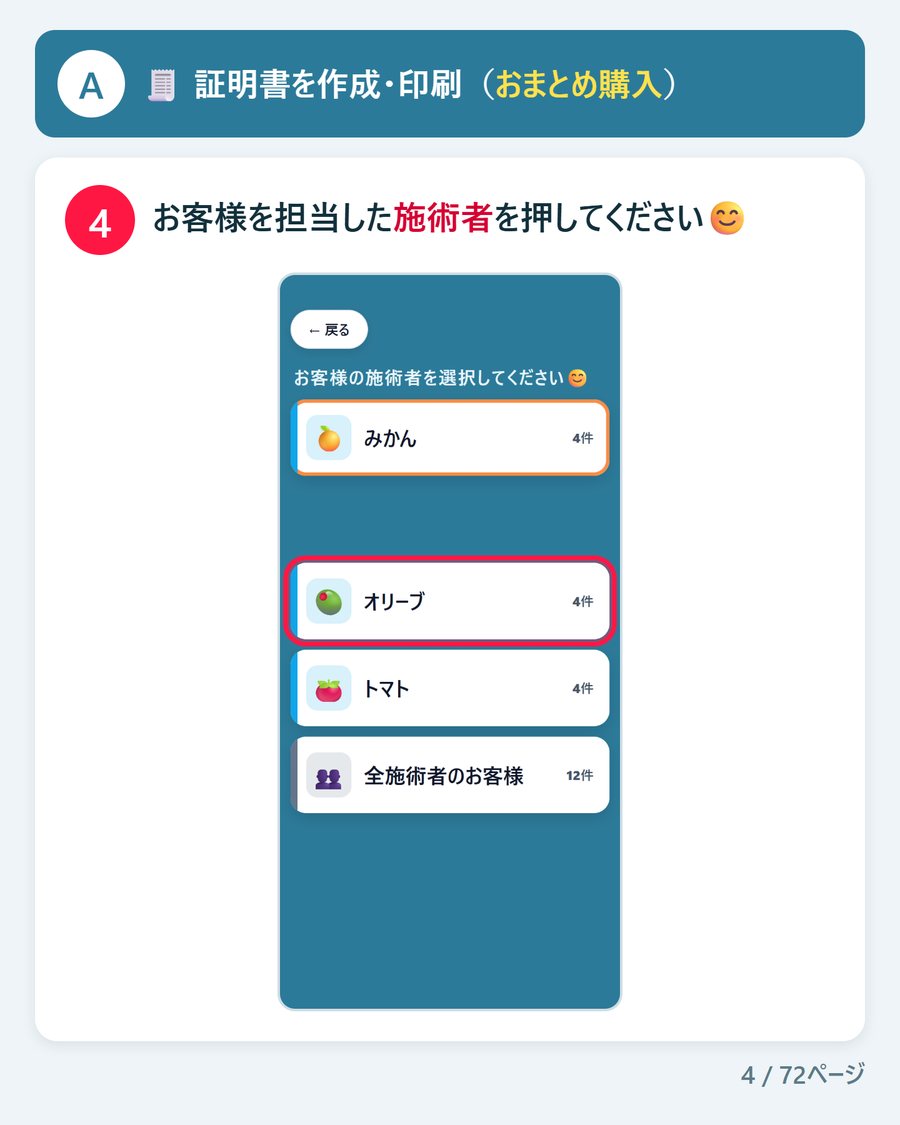 A 証明書を作成・印刷（おまとめ購入）
4 お客様を担当した施術者を押してください😊
← 戻る
お客様の施術者を選択してください😊
みかん 4件
オリーブ 4件
トマト 4件
全施術者のお客様 12件
4 / 72ページ